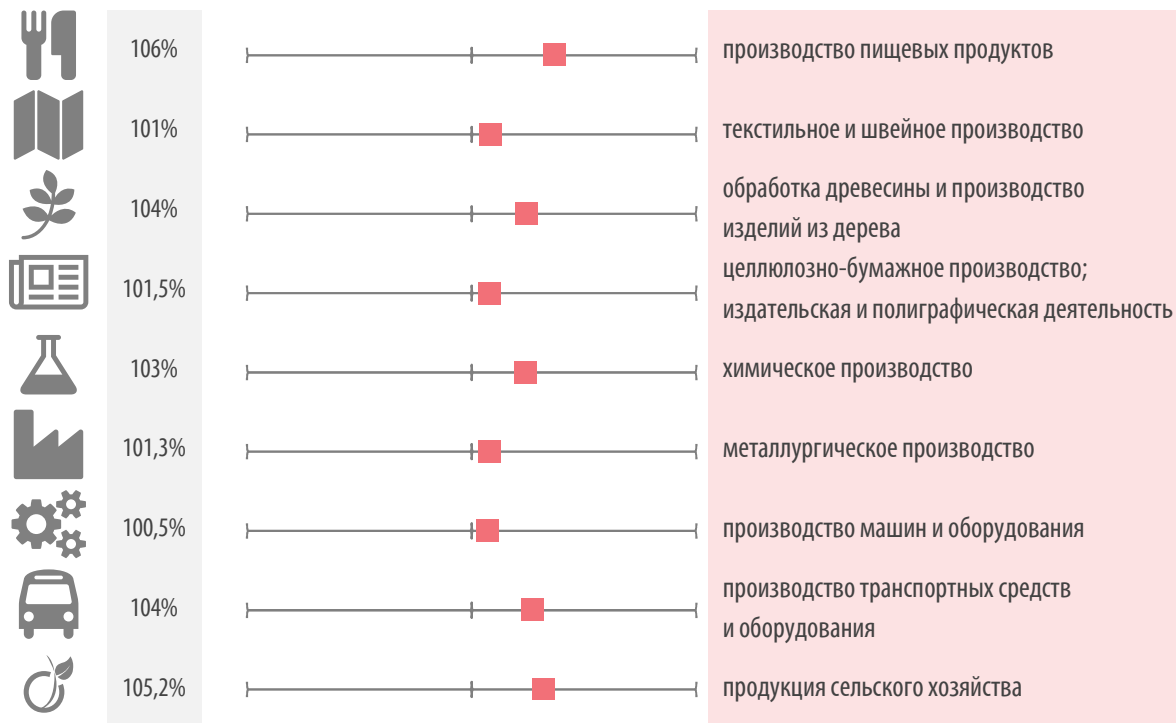 106%
производство пищевых продуктов
101%
текстильное и швейное производство
104%
обработка древесины и производство
изделий из дерева
101,5%
целлюлозно-бумажное производство;
издательская и полиграфическая деятельность
103%
химическое производство
101,3%
металлургическое производство
100,5%
производство машин и оборудования
104%
производство транспортных средств
и оборудования
105,2%
продукция сельского хозяйства